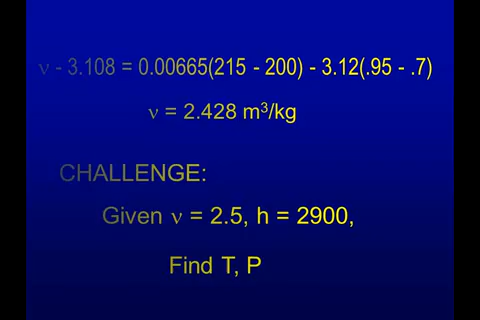 ν - 3.108 = 0.00665(215 - 200) - 3.12(.95 - .7)
ν = 2.428 m³/kg
CHALLENGE:
Given ν = 2.5, h = 2900,
Find T, P